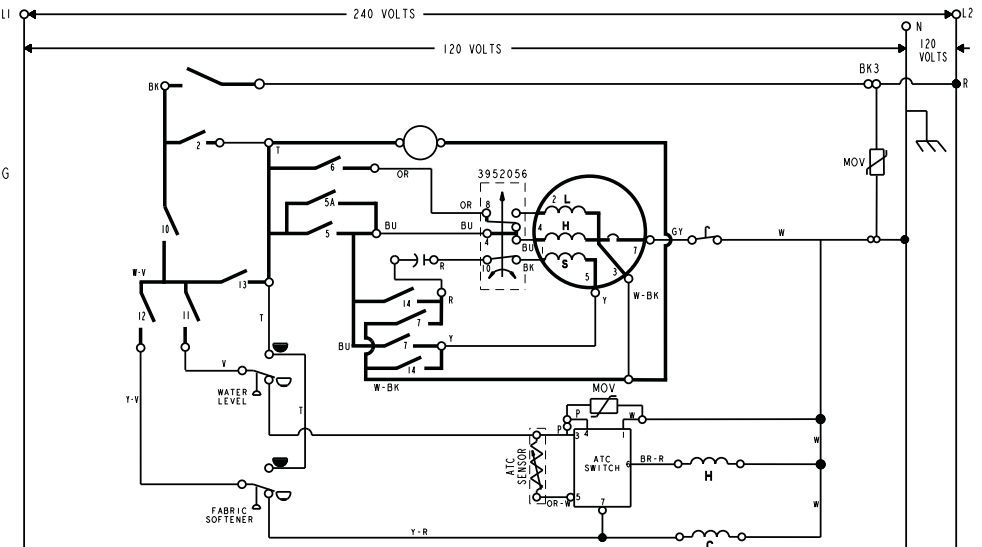 L1
240 VOLTS
L2
N
120 VOLTS
120
VOLTS
BK3
BK
R
2
T
MOV
6
OR
3952056
G
5A
OR
8
2
L
BU
BU
4
4
H
GY
W
5
BU
1
7
10
S
R
10
BK
3
W-V
5
W-BK
13
14
R
Y
12
11
T
7
BU
7
Y
14
V
W-BK
MOV
WATER
LEVEL
Y-V
T
P
W
P
3
4
1
W
ATC
SENSOR
ATC
SWITCH
6
BR-R
H
OR-W
5
7
W
FABRIC
SOFTENER
Y-R